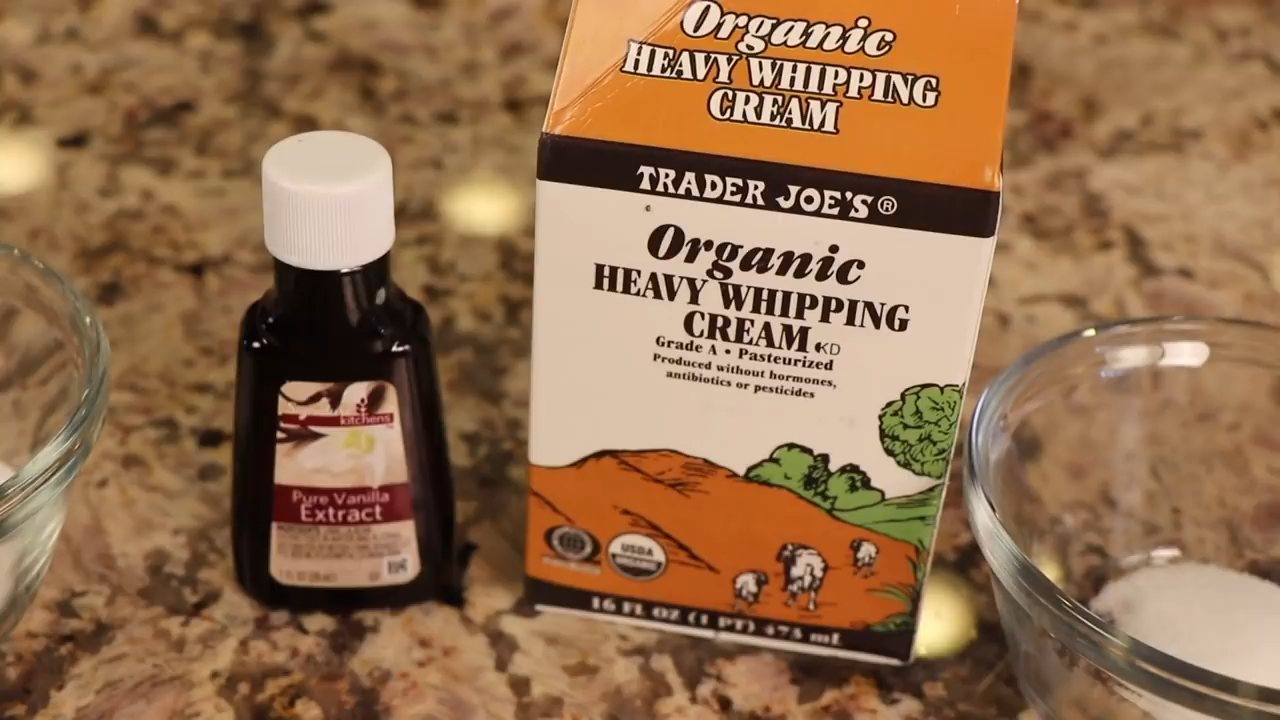 Organic
HEAVY WHIPPING
CREAM
TRADER JOE'S®
Organic
HEAVY WHIPPING
CREAM KD
Grade A • Pasteurized
Produced without hormones,
antibiotics or pesticides
USDA
ORGANIC
16 FL OZ (1 PT) 473 mL
kitchens
Pure Vanilla
Extract